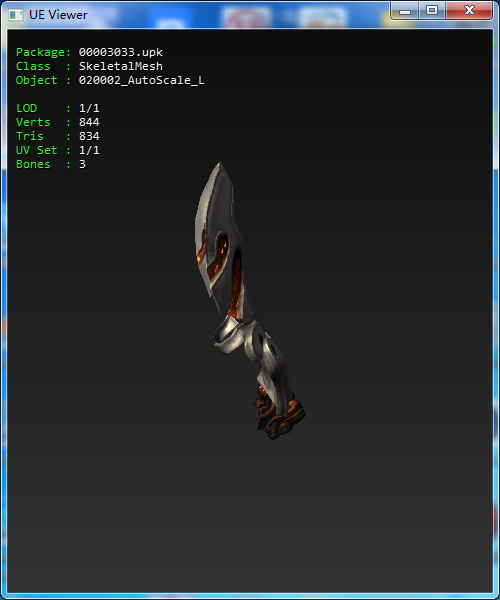 UE Viewer
Package: 00003033.upk
Class : SkeletalMesh
Object : 020002_AutoScale_L
LOD : 1/1
Verts : 844
Tris : 834
UV Set : 1/1
Bones : 3